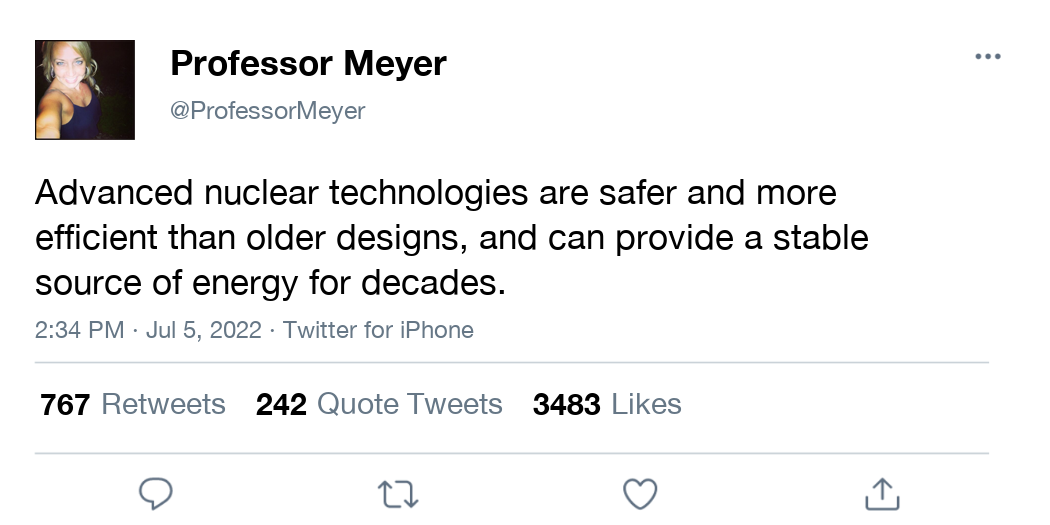 Professor Meyer
@ProfessorMeyer
Advanced nuclear technologies are safer and more
efficient than older designs, and can provide a stable
source of energy for decades.
2:34 PM · Jul 5, 2022 · Twitter for iPhone
767 Retweets 242 Quote Tweets 3483 Likes